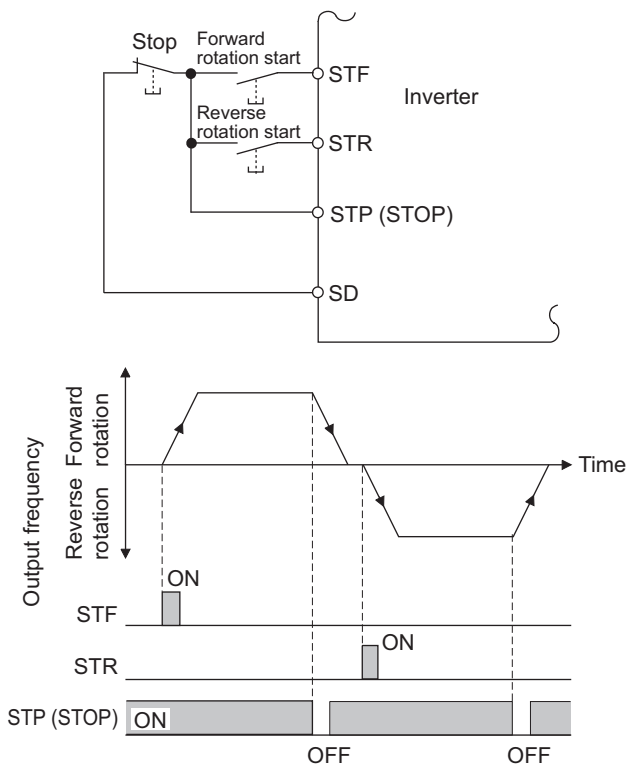 Stop
Forward
rotation start
STF
Inverter
Reverse
rotation start
STR
STP (STOP)
SD
Output frequency
Reverse rotation
Forward rotation
Time
ON
STF
ON
STR
STP (STOP)
ON
OFF
OFF